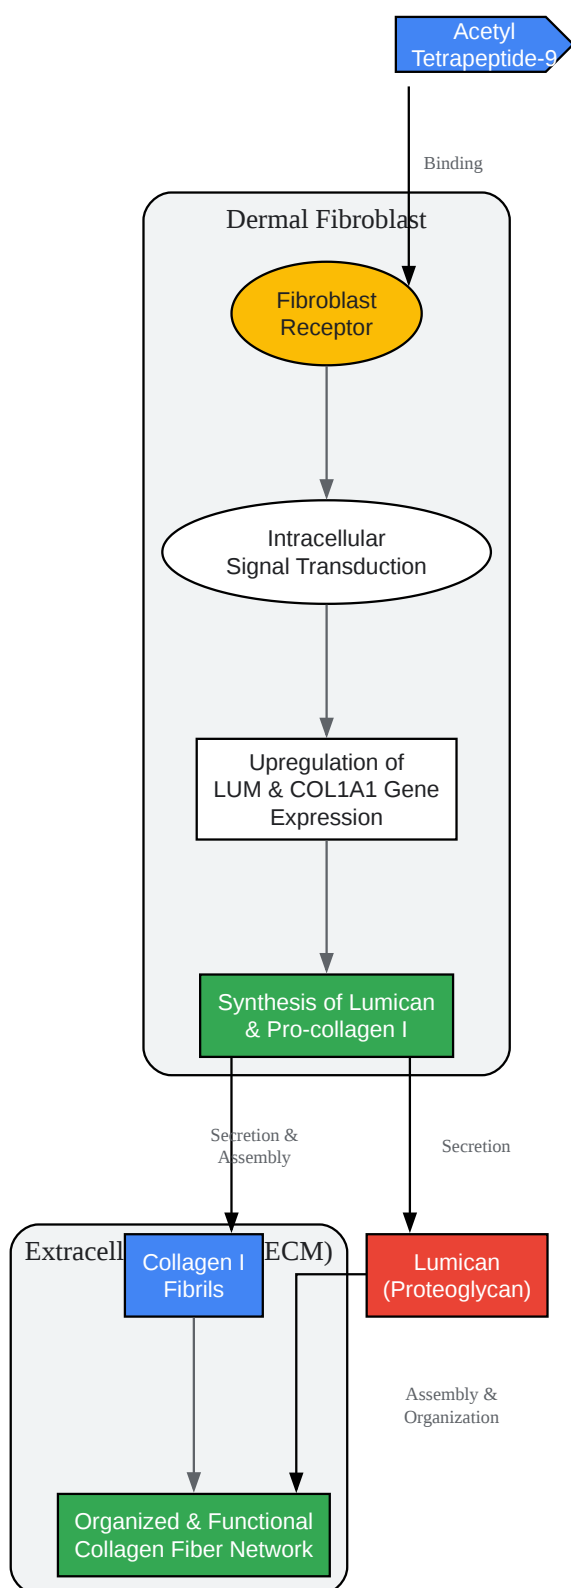 Acetyl
Tetrapeptide-9
Binding
Dermal Fibroblast
Fibroblast
Receptor
Intracellular
Signal Transduction
Upregulation of
LUM & COL1A1 Gene
Expression
Synthesis of Lumican
& Pro-collagen I
Secretion &
Assembly
Secretion
ECM)
Collagen I
Fibrils
Lumican
(Proteoglycan)
Assembly &
Organization
Organized & Functional
Collagen Fiber Network